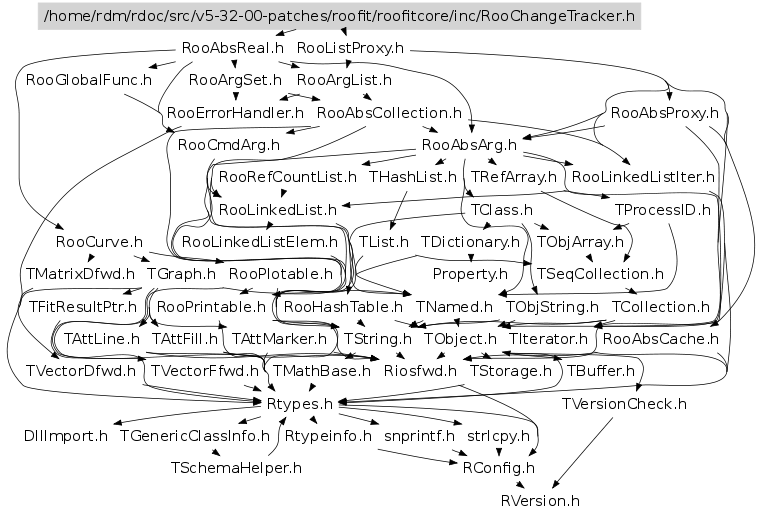 /home/rdm/rdoc/src/v5-32-00-patches/roofit/roofitcore/inc/RooChangeTracker.h
RooAbsReal.h RooListProxy.h
RooGlobalFunc.h RooArgSet.h RooArgList.h
RooErrorHandler.h RooAbsCollection.h RooAbsProxy.h
RooCmdArg.h RooAbsArg.h
RooRefCountList.h THashList.h TRefArray.h RooLinkedListIter.h
RooLinkedList.h TClass.h TProcessID.h
RooCurve.h RooLinkedListElem.h TList.h TDictionary.h TObjArray.h
TMatrixDfwd.h TGraph.h RooPlotable.h Property.h TSeqCollection.h
TFitResultPtr.h RooPrintable.h RooHashTable.h TNamed.h TObjString.h TCollection.h
TAttLine.h TAttFill.h TAttMarker.h TString.h TObject.h TIterator.h RooAbsCache.h
TVectorDfwd.h TVectorFfwd.h TMathBase.h Riosfwd.h TStorage.h TBuffer.h
Rtypes.h TVersionCheck.h
DllImport.h TGenericClassInfo.h Rtypeinfo.h snprintf.h strlcpy.h
TSchemaHelper.h RConfig.h
RVersion.h